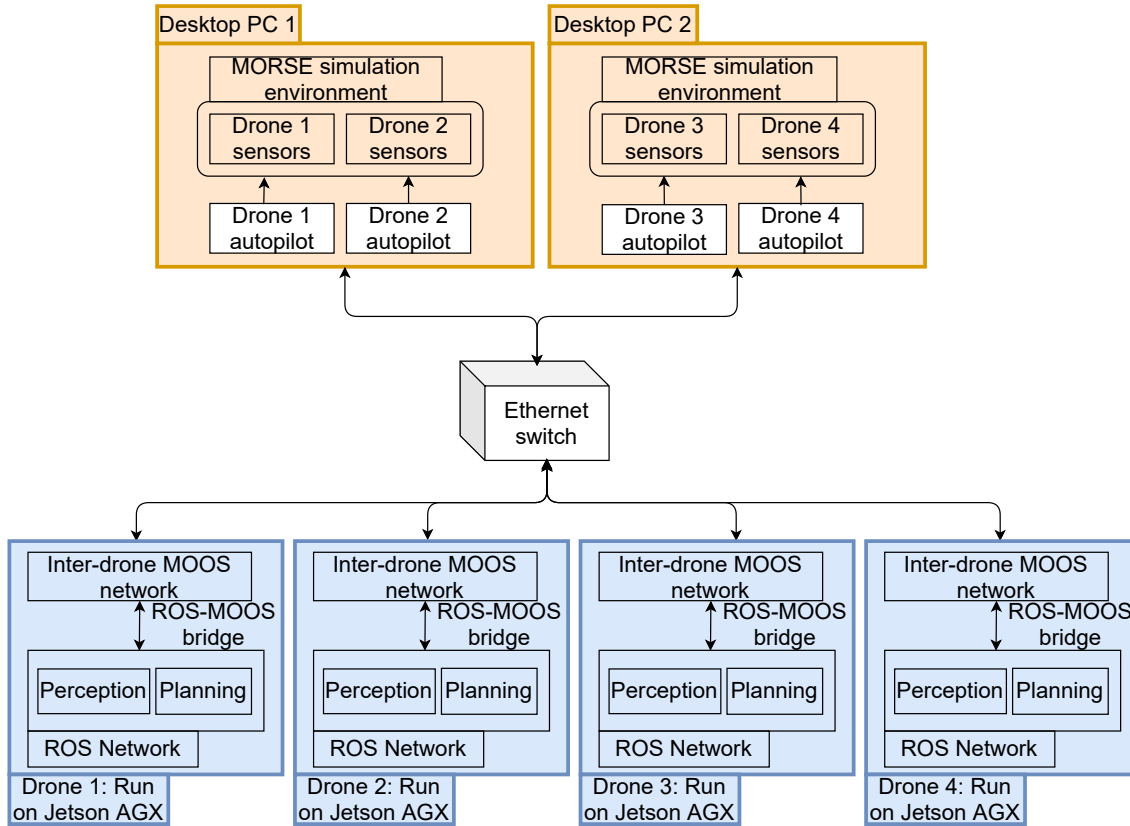 Desktop PC 1
MORSE simulation
environment
Drone 1
sensors
Drone 2
sensors
Drone 1
autopilot
Drone 2
autopilot
Desktop PC 2
MORSE simulation
environment
Drone 3
sensors
Drone 4
sensors
Drone 3
autopilot
Drone 4
autopilot
Ethernet
switch
Inter-drone MOOS
network
ROS-MOOS
bridge
Perception
Planning
ROS Network
Drone 1: Run
on Jetson AGX
Inter-drone MOOS
network
ROS-MOOS
bridge
Perception
Planning
ROS Network
Drone 2: Run
on Jetson AGX
Inter-drone MOOS
network
ROS-MOOS
bridge
Perception
Planning
ROS Network
Drone 3: Run
on Jetson AGX
Inter-drone MOOS
network
ROS-MOOS
bridge
Perception
Planning
ROS Network
Drone 4: Run
on Jetson AGX